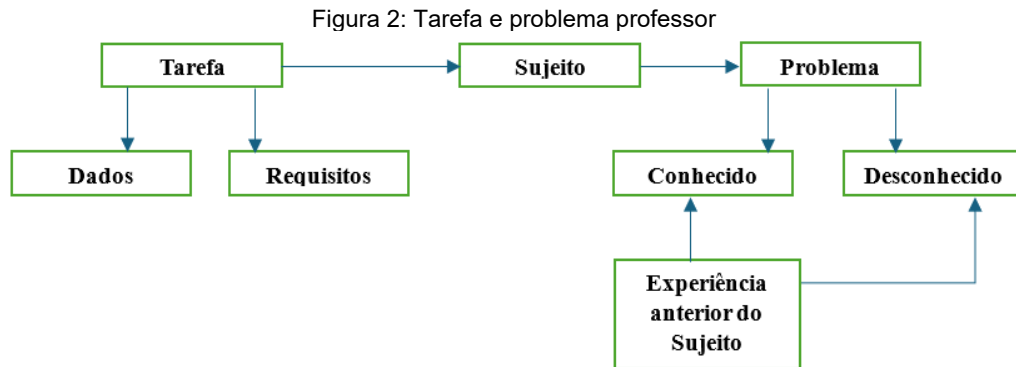 Figura 2: Tarefa e problema professor
Tarefa
Sujeito
Problema
Dados
Requisitos
Conhecido
Desconhecido
Experiência
anterior do
Sujeito